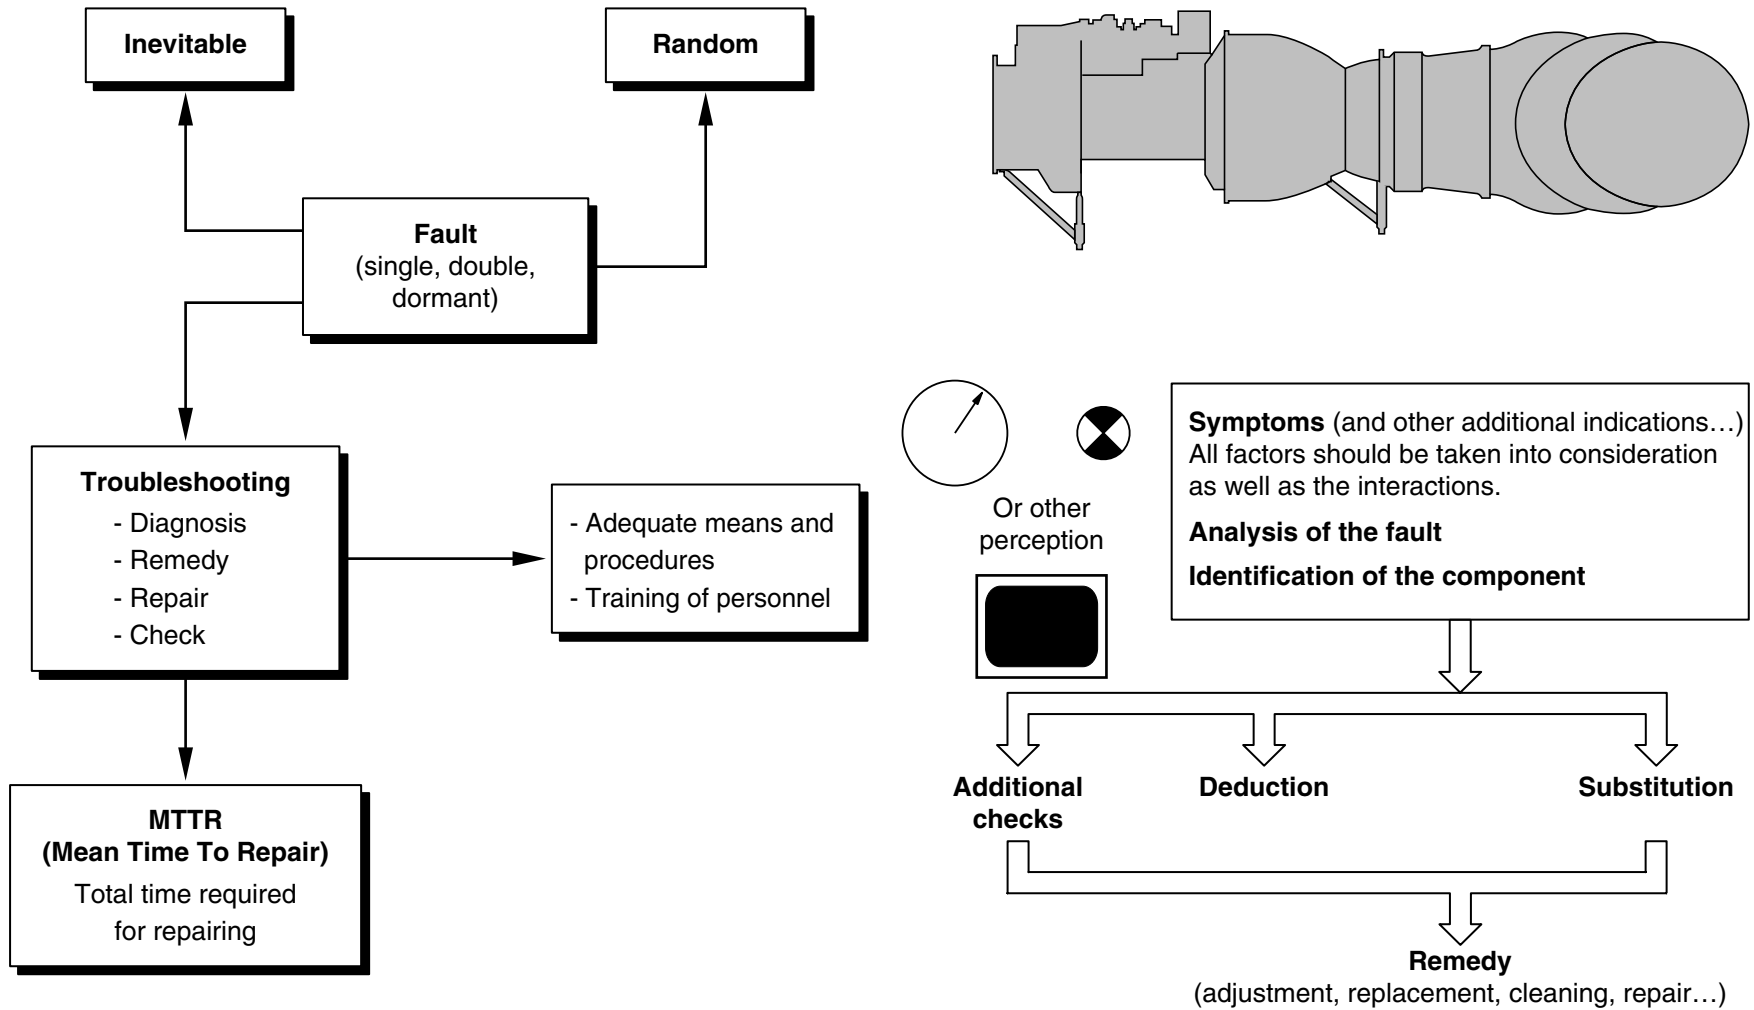 Inevitable
Random
Fault
(single, double,
dormant)
Troubleshooting
- Diagnosis
- Remedy
- Repair
- Check
- Adequate means and
procedures
- Training of personnel
MTTR
(Mean Time To Repair)
Total time required
for repairing
Or other
perception
Symptoms (and other additional indications…)
All factors should be taken into consideration
as well as the interactions.
Analysis of the fault
Identification of the component
Additional
checks
Deduction
Substitution
Remedy
(adjustment, replacement, cleaning, repair…)